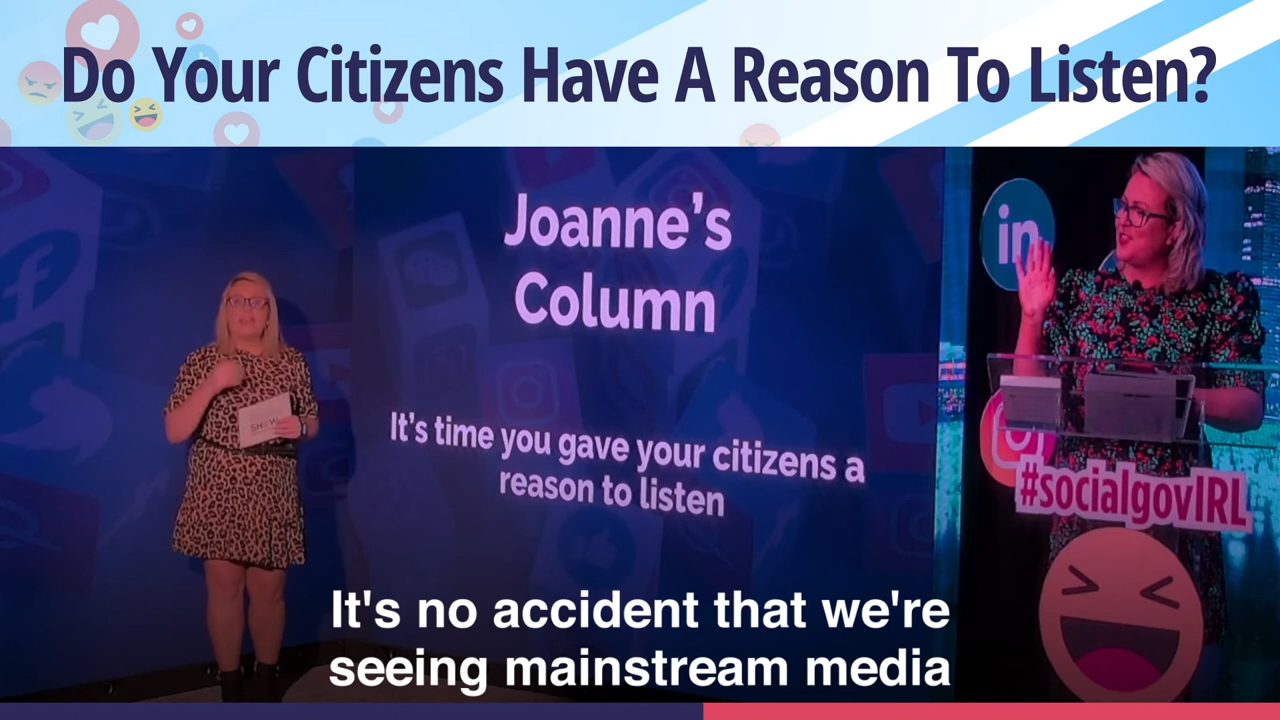 Do Your Citizens Have A Reason To Listen?
Joanne's
Column
It's time you gave your citizens a
reason to listen
in
SHOW
#socialgovIRL
It's no accident that we're
seeing mainstream media